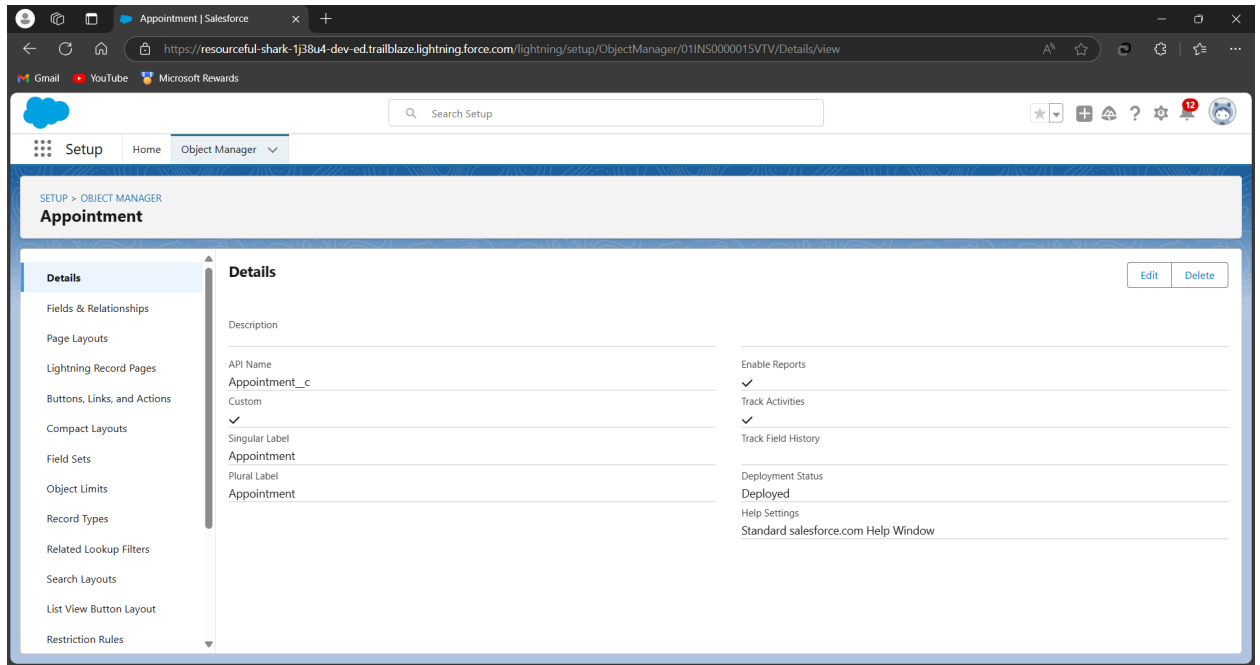 Appointment | Salesforce
https://resourceful-shark-1j38u4-dev-ed.trailblaze.lightning.force.com/lightning/setup/ObjectManager/01INS0000015VTV/Details/view
Gmail YouTube Microsoft Rewards
Search Setup
12
Setup Home Object Manager
SETUP > OBJECT MANAGER
Appointment
Details
Fields & Relationships
Page Layouts
Lightning Record Pages
Buttons, Links, and Actions
Compact Layouts
Field Sets
Object Limits
Record Types
Related Lookup Filters
Search Layouts
List View Button Layout
Restriction Rules
Details
Edit Delete
Description
API Name
Appointment__c
Custom
Singular Label
Appointment
Plural Label
Appointment
Enable Reports
Track Activities
Track Field History
Deployment Status
Deployed
Help Settings
Standard salesforce.com Help Window